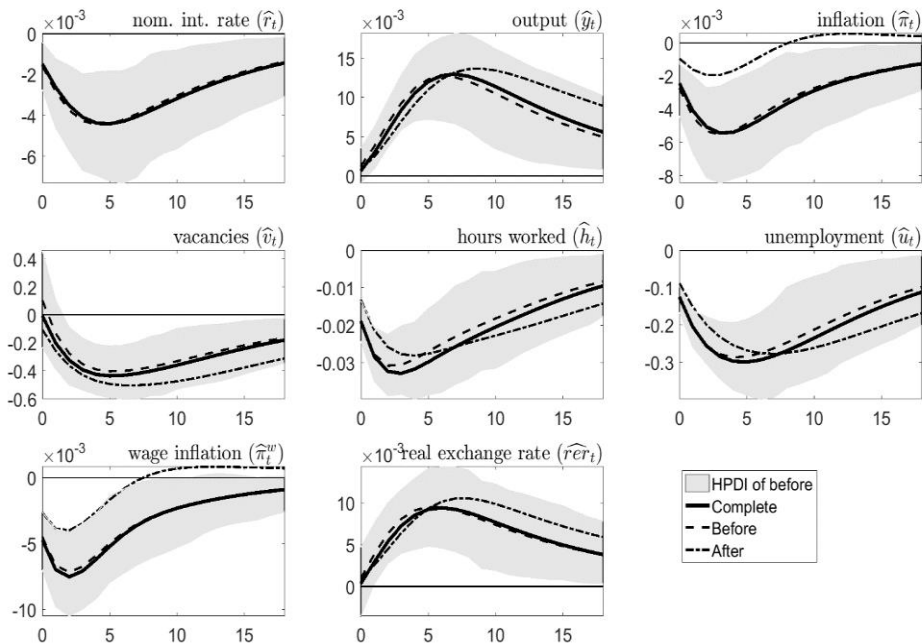 ×10⁻³ nom. int. rate (r̂ₜ)
0
-2
-4
-6
0 5 10 15
×10⁻³ output (ŷₜ)
15
10
5
0
0 5 10 15
×10⁻³ inflation (π̂ₜ)
0
-2
-4
-6
-8
0 5 10 15
vacancies (v̂ₜ)
0.4
0.2
0
-0.2
-0.4
-0.6
0 5 10 15
hours worked (ĥₜ)
0
-0.01
-0.02
-0.03
0 5 10 15
unemployment (ûₜ)
0
-0.1
-0.2
-0.3
0 5 10 15
×10⁻³ wage inflation (π̂ₜʷ)
0
-5
-10
0 5 10 15
×10⁻³ real exchange rate (r̂er̂ₜ)
10
5
0
0 5 10 15
HPDI of before
Complete
Before
After